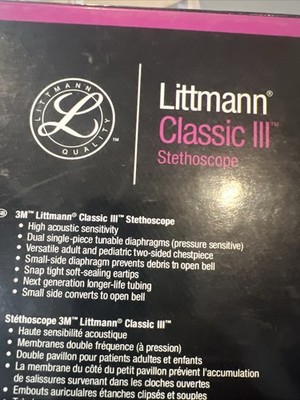 LITTMANN
L
QUALITY
™
Littmann®
Classic III™
Stethoscope
3M™ Littmann® Classic III™ Stethoscope
• High acoustic sensitivity
• Dual single-piece tunable diaphragms (pressure sensitive)
• Versatile adult and pediatric two-sided chestpiece
• Small-side diaphragm prevents debris in open bell
• Snap tight soft-sealing eartips
• Next generation longer-life tubing
• Small side converts to open bell
Stéthoscope 3M™ Littmann® Classic III™
• Haute sensibilité acoustique
• Membranes double fréquence (à pression)
• Double pavillon pour patients adultes et enfants
• La membrane du côté du petit pavillon prévient l'accumulation
de salissures survenant dans les cloches ouvertes
• Embouts auriculaires étanches clipsés et souples